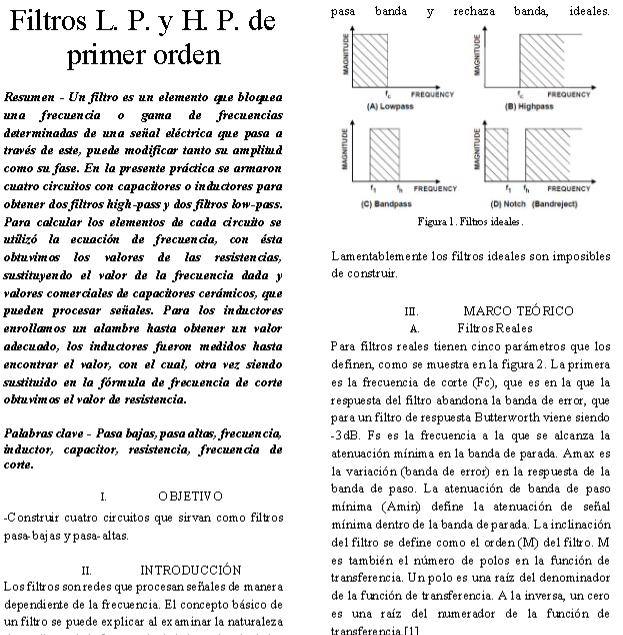 Filtros L. P. y H. P. de
primer orden
Resumen - Un filtro es un elemento que bloquea
una frecuencia o gama de frecuencias
determinadas de una señal eléctrica que pasa a
través de este, puede modificar tanto su amplitud
como su fase. En la presente práctica se armaron
cuatro circuitos con capacitores o inductores para
obtener dos filtros high-pass y dos filtros low-pass.
Para calcular los elementos de cada circuito se
utilizó la ecuación de frecuencia, con ésta
obtuvimos los valores de las resistencias,
sustituyendo el valor de la frecuencia dada y
valores comerciales de capacitores cerámicos, que
pueden procesar señales. Para los inductores
enrollamos un alambre hasta obtener un valor
adecuado, los inductores fueron medidos hasta
encontrar el valor, con el cual, otra vez siendo
sustituido en la fórmula de frecuencia de corte
obtuvimos el valor de resistencia.
Palabras clave - Pasa bajas, pasa altas, frecuencia,
inductor, capacitor, resistencia, frecuencia de
corte.
I. OBJETIVO
-Construir cuatro circuitos que sirvan como filtros
pasa-bajas y pasa-altas.
II. INTRODUCCIÓN
Los filtros son redes que procesan señales de manera
dependiente de la frecuencia. El concepto básico de
un filtro se puede explicar al examinar la naturaleza
pasa banda y rechaza banda, ideales.
MAGNITUDE
fc FREQUENCY
(A) Lowpass
MAGNITUDE
fc FREQUENCY
(B) Highpass
MAGNITUDE
f1 fh FREQUENCY
(C) Bandpass
MAGNITUDE
f1 fh FREQUENCY
(D) Notch (Bandreject)
Figura 1. Filtros ideales.
Lamentablemente los filtros ideales son imposibles
de construir.
III. MARCO TEÓRICO
A. Filtros Reales
Para filtros reales tienen cinco parámetros que los
definen, como se muestra en la figura 2. La primera
es la frecuencia de corte (Fc), que es en la que la
respuesta del filtro abandona la banda de error, que
para un filtro de respuesta Butterworth viene siendo
-3dB. Fs es la frecuencia a la que se alcanza la
atenuación mínima en la banda de parada. Amax es
la variación (banda de error) en la respuesta de la
banda de paso. La atenuación de banda de paso
mínima (Amin) define la atenuación de señal
mínima dentro de la banda de parada. La inclinación
del filtro se define como el orden (M) del filtro. M
es también el número de polos en la función de
transferencia. Un polo es una raíz del denominador
de la función de transferencia. A la inversa, un cero
es una raíz del numerador de la función de
transferencia.[1]